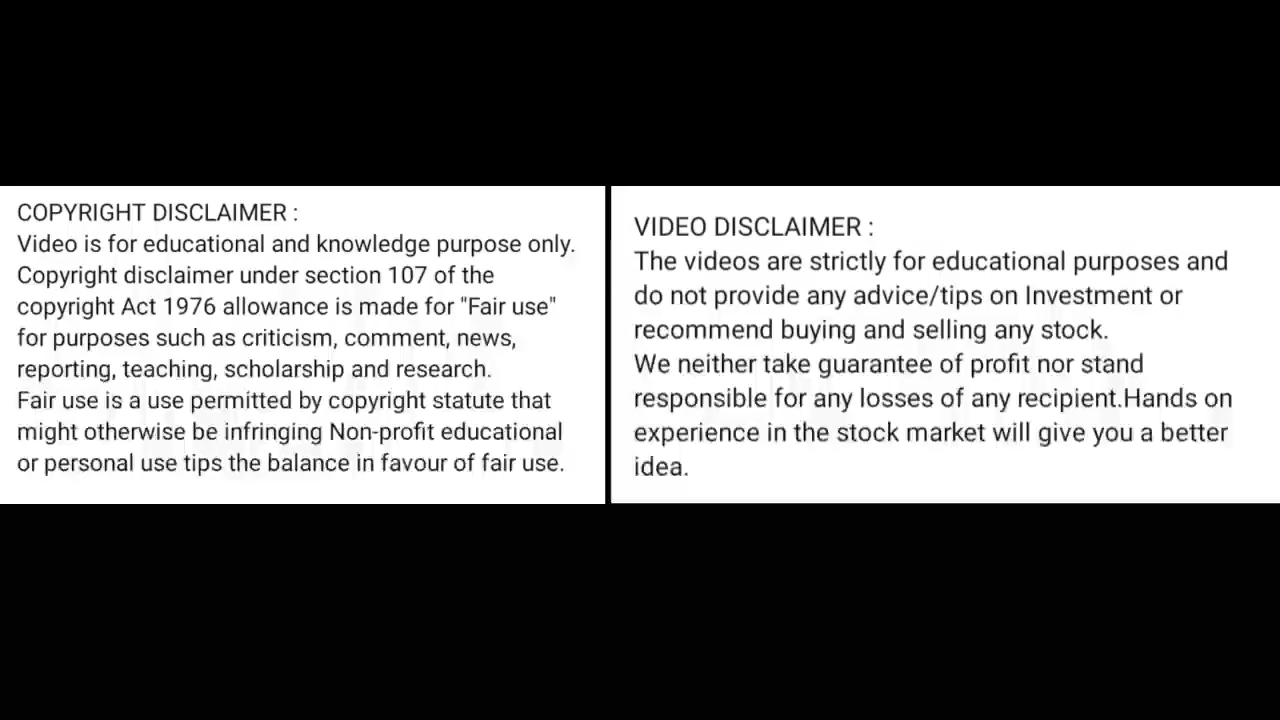 COPYRIGHT DISCLAIMER :
Video is for educational and knowledge purpose only.
Copyright disclaimer under section 107 of the
copyright Act 1976 allowance is made for "Fair use"
for purposes such as criticism, comment, news,
reporting, teaching, scholarship and research.
Fair use is a use permitted by copyright statute that
might otherwise be infringing Non-profit educational
or personal use tips the balance in favour of fair use.
VIDEO DISCLAIMER :
The videos are strictly for educational purposes and
do not provide any advice/tips on Investment or
recommend buying and selling any stock.
We neither take guarantee of profit nor stand
responsible for any losses of any recipient.Hands on
experience in the stock market will give you a better
idea.